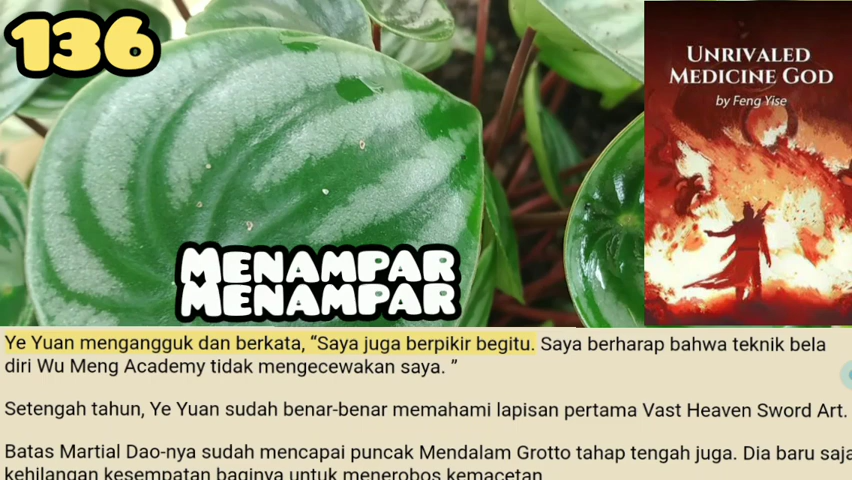 136
UNRIVALED
MEDICINE GOD
by Feng Yise
MENAMPAR
MENAMPAR
Ye Yuan mengangguk dan berkata, “Saya juga berpikir begitu. Saya berharap bahwa teknik bela
diri Wu Meng Academy tidak mengecewakan saya. ”
Setengah tahun, Ye Yuan sudah benar-benar memahami lapisan pertama Vast Heaven Sword Art.
Batas Martial Dao-nya sudah mencapai puncak Mendalam Grotto tahap tengah juga. Dia baru saja
kehilangan kesempatan baginya untuk menerobos kemacetan